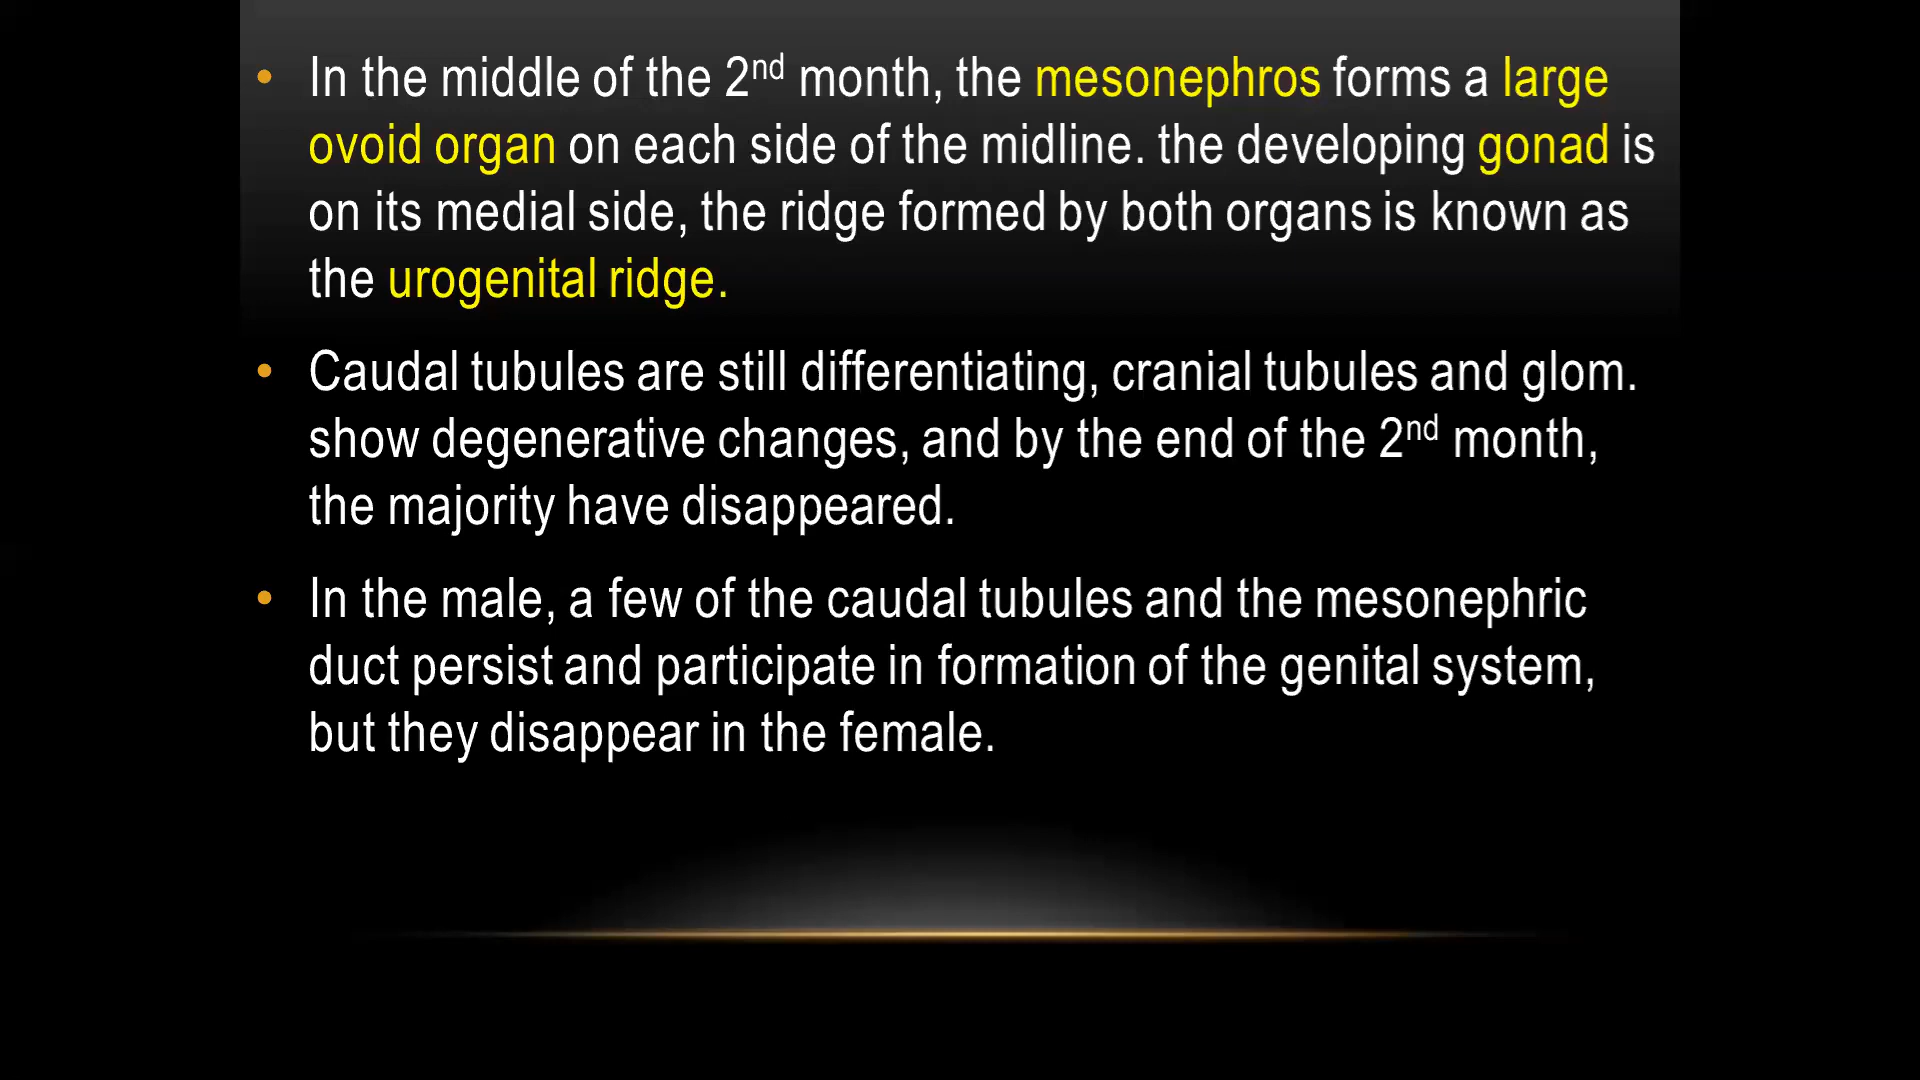 • In the middle of the 2nd month, the mesonephros forms a large
ovoid organ on each side of the midline. the developing gonad is
on its medial side, the ridge formed by both organs is known as
the urogenital ridge.
• Caudal tubules are still differentiating, cranial tubules and glom.
show degenerative changes, and by the end of the 2nd month,
the majority have disappeared.
• In the male, a few of the caudal tubules and the mesonephric
duct persist and participate in formation of the genital system,
but they disappear in the female.